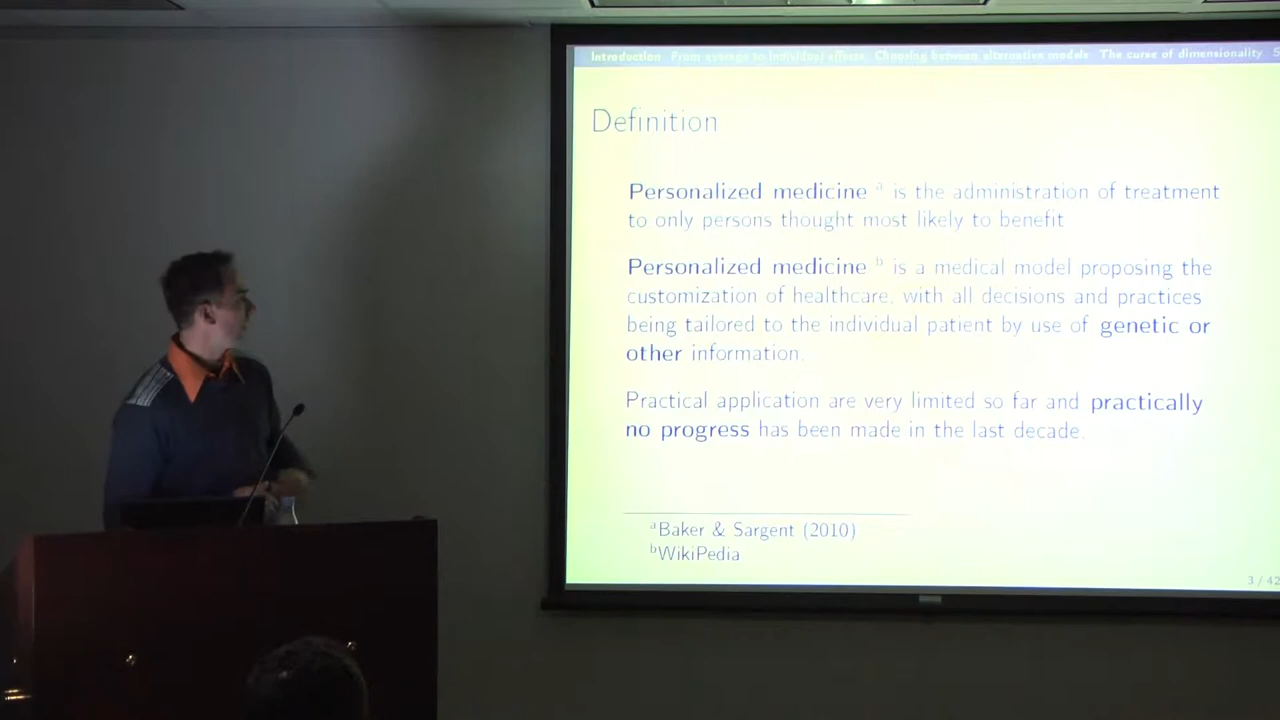 Introduction From average to individual effects Choosing between alternative models The curse of dimensionality S
Definition
Personalized medicine a is the administration of treatment
to only persons thought most likely to benefit
Personalized medicine b is a medical model proposing the
customization of healthcare, with all decisions and practices
being tailored to the individual patient by use of genetic or
other information.
Practical application are very limited so far and practically
no progress has been made in the last decade.
aBaker & Sargent (2010)
bWikiPedia
3 / 42